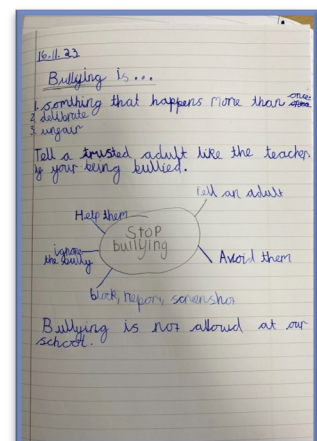 16.11.23
Bullying is...
1. somthing that happens more than once
2. delibrate
3. unfair
Tell a trusted adult like the teacher
if your being bullied.
Tell an adult
Help them
STOP
bullying
ignore
the bully
Avoid them
block, report, screenshot
Bullying is not allowed at our
school.